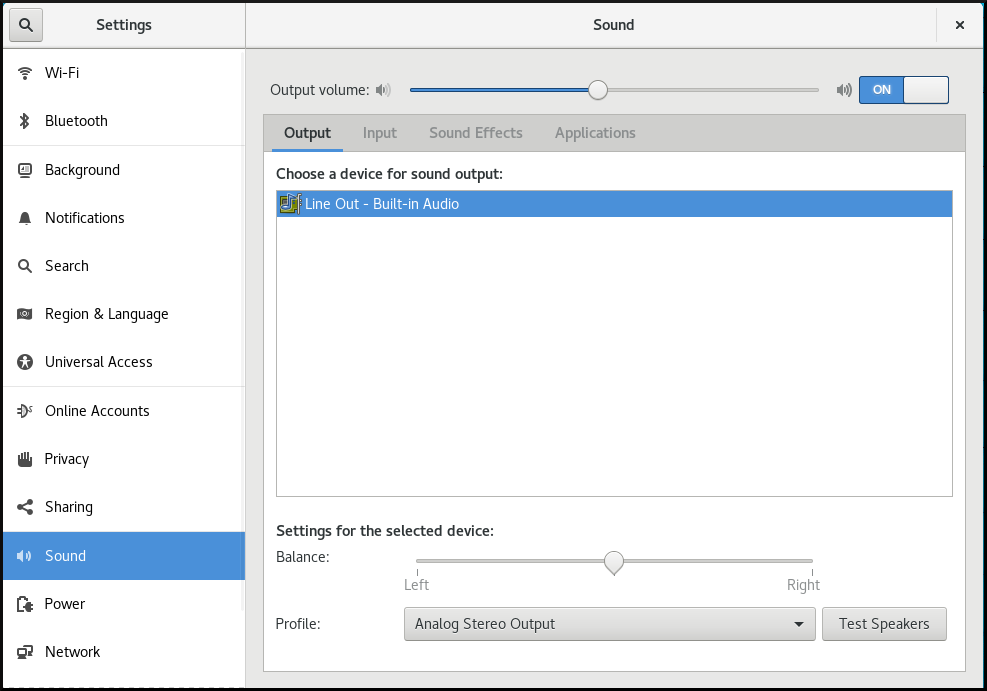 Settings
Sound
Wi-Fi
Bluetooth
Background
Notifications
Search
Region & Language
Universal Access
Online Accounts
Privacy
Sharing
Sound
Power
Network
Output volume:
ON
Output Input Sound Effects Applications
Choose a device for sound output:
Line Out - Built-in Audio
Settings for the selected device:
Balance:
Left Right
Profile: Analog Stereo Output Test Speakers